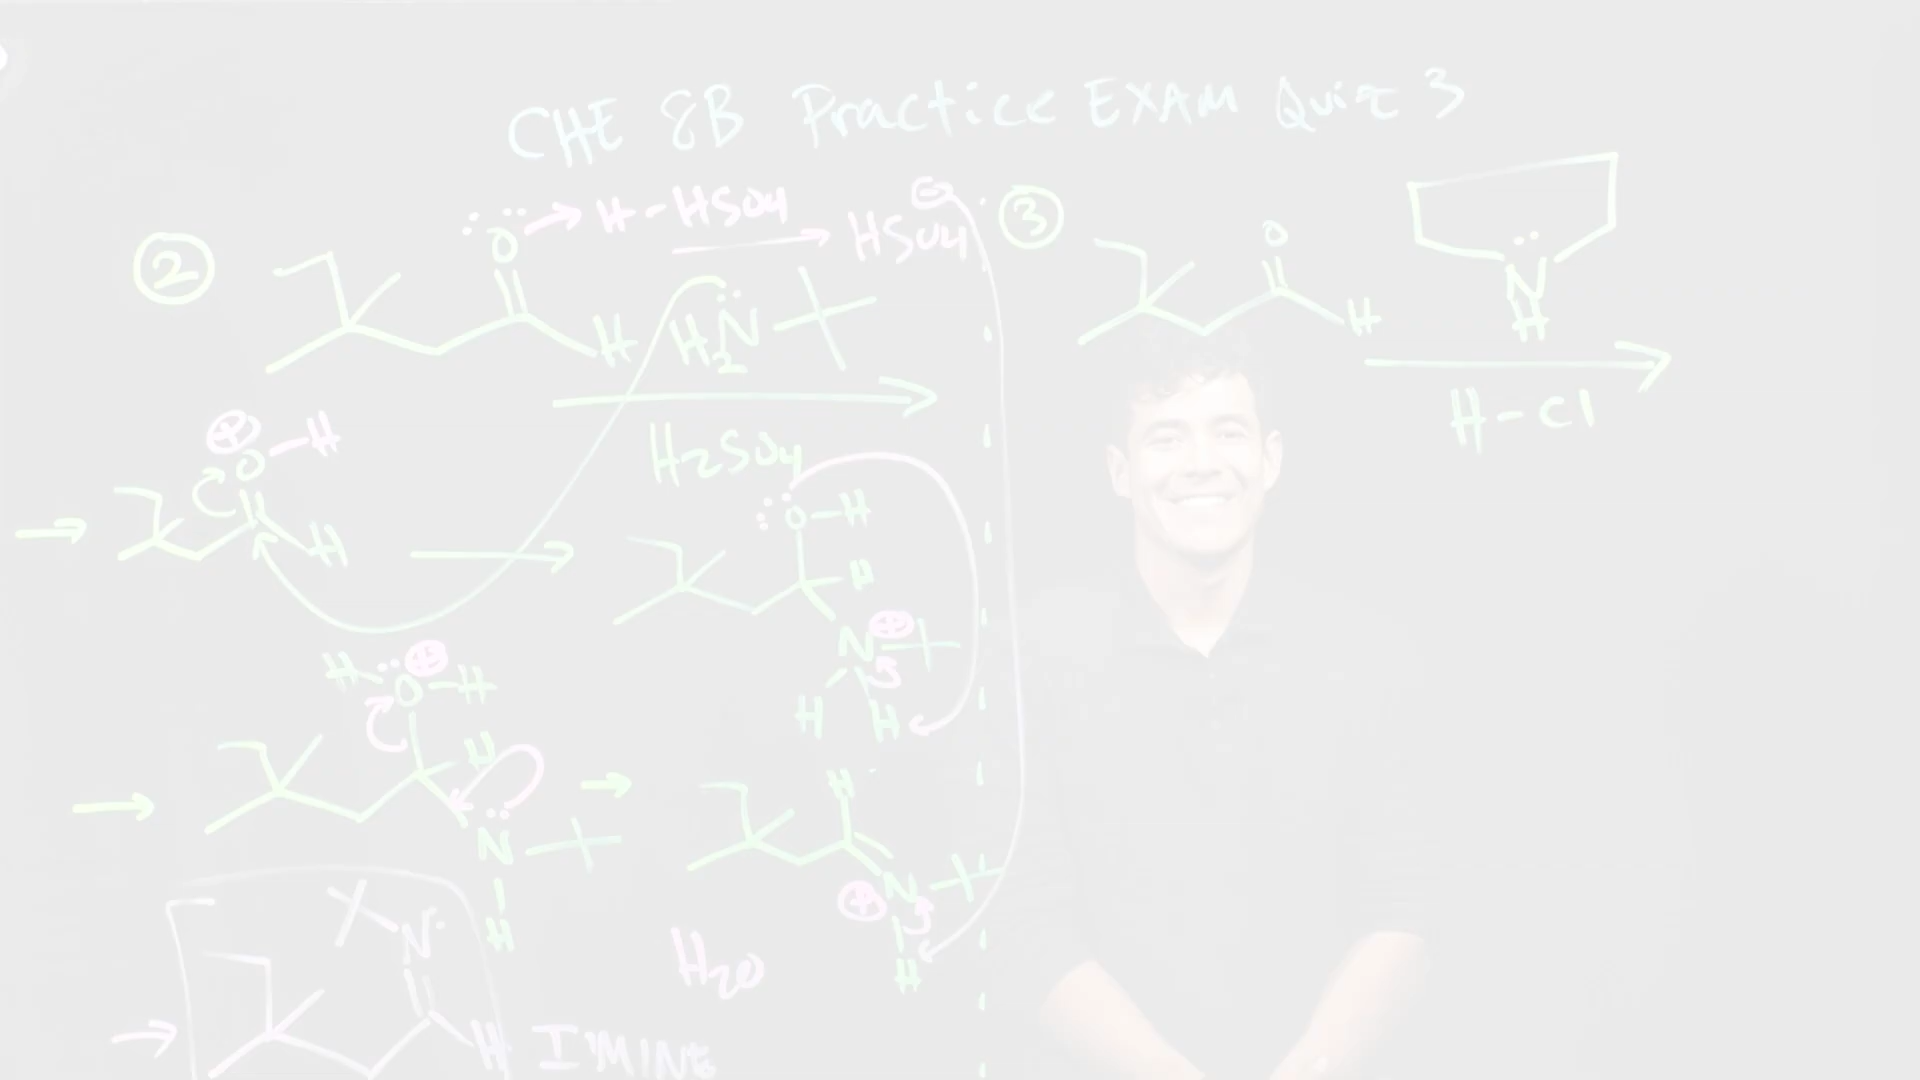 CHE 8B Practice EXAM Quiz 3
②
:O: → H-HSO4 → HSO4 ⊖
H
H2N:
H2SO4
⊕
O-H
H
:O-H
H
N ⊕
H H
H-O-H ⊕
H
N:
H
H
N ⊕
H
H2O
N:
H
IMINE
③
O
H
N:
H
H-Cl